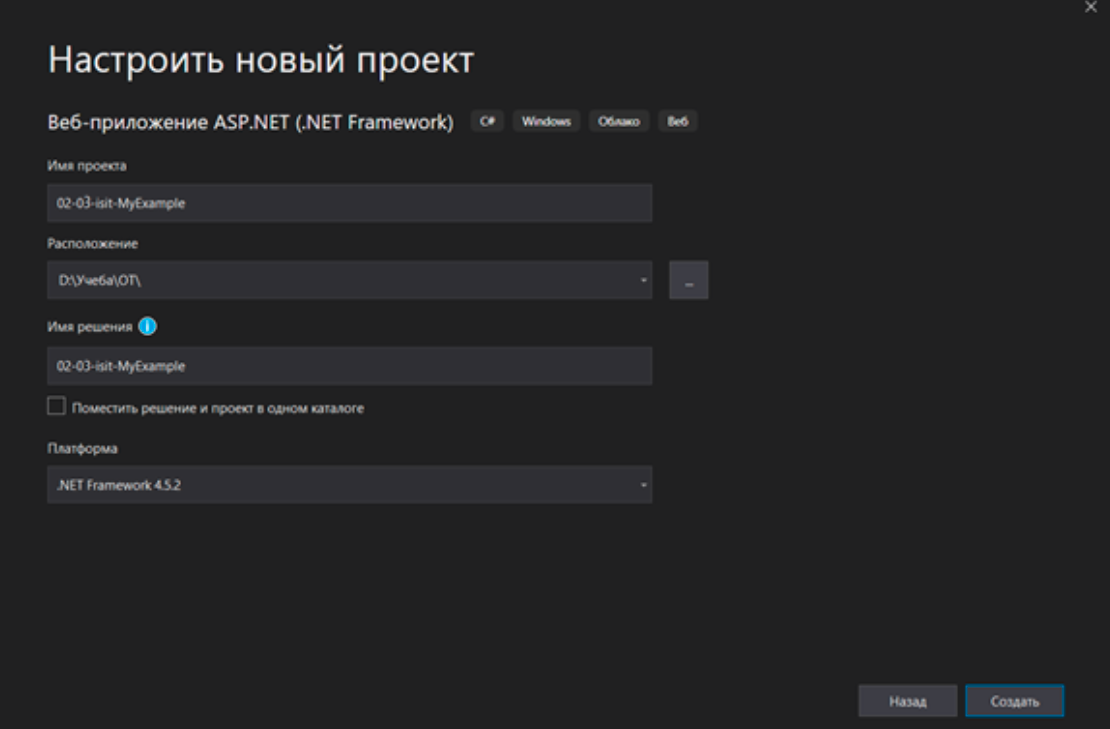 Настроить новый проект
Веб-приложение ASP.NET (.NET Framework) C# Windows Облако Веб
Имя проекта
02-03-isit-MyExample
Расположение
D:\Учеба\ОТ\
...
Имя решения
02-03-isit-MyExample
Поместить решение и проект в одном каталоге
Платформа
.NET Framework 4.5.2
Назад Создать